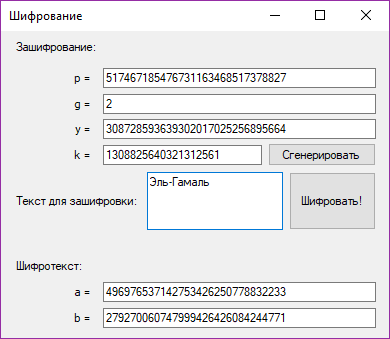 Шифрование
Зашифрование:
p = 517467185476731163468517378827
g = 2
y = 308728593639302017025256895664
k = 1308825640321312561 Сгенерировать
Текст для зашифровки: Эль-Гамаль Шифровать!
Шифротекст:
a = 496976537142753426250778832233
b = 279270060747999426426084244771